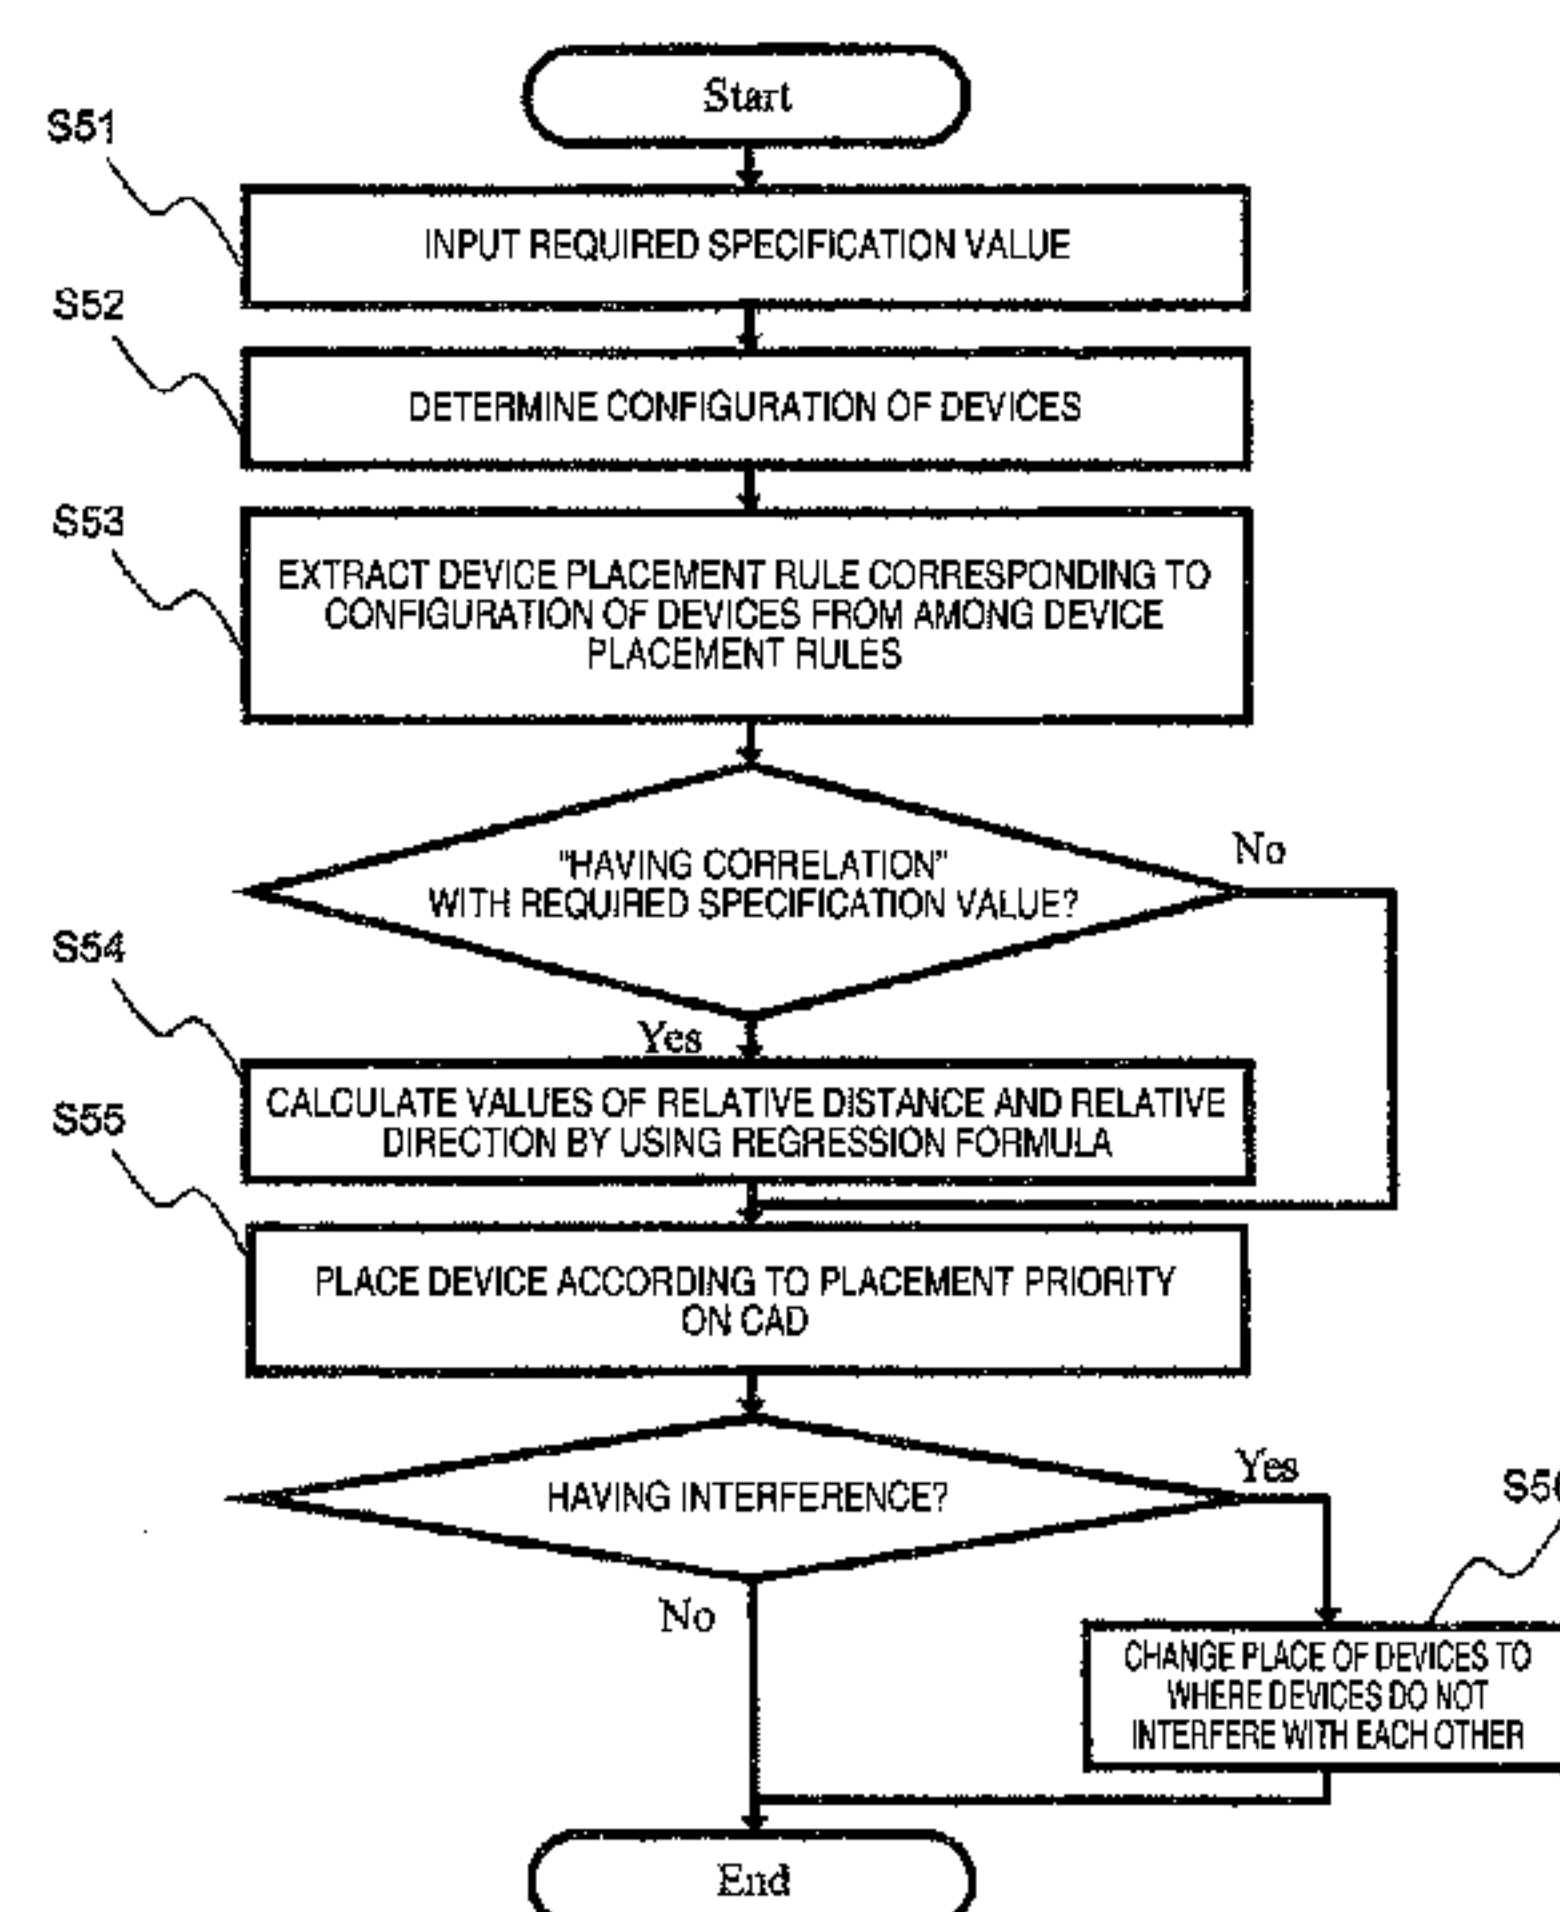 Start
S51
INPUT REQUIRED SPECIFICATION VALUE
S52
DETERMINE CONFIGURATION OF DEVICES
S53
EXTRACT DEVICE PLACEMENT RULE CORRESPONDING TO
CONFIGURATION OF DEVICES FROM AMONG DEVICE
PLACEMENT RULES
"HAVING CORRELATION"
WITH REQUIRED SPECIFICATION VALUE?
No
Yes
S54
CALCULATE VALUES OF RELATIVE DISTANCE AND RELATIVE
DIRECTION BY USING REGRESSION FORMULA
S55
PLACE DEVICE ACCORDING TO PLACEMENT PRIORITY
ON CAD
HAVING INTERFERENCE?
Yes
No
CHANGE PLACE OF DEVICES TO
WHERE DEVICES DO NOT
INTERFERE WITH EACH OTHER
End